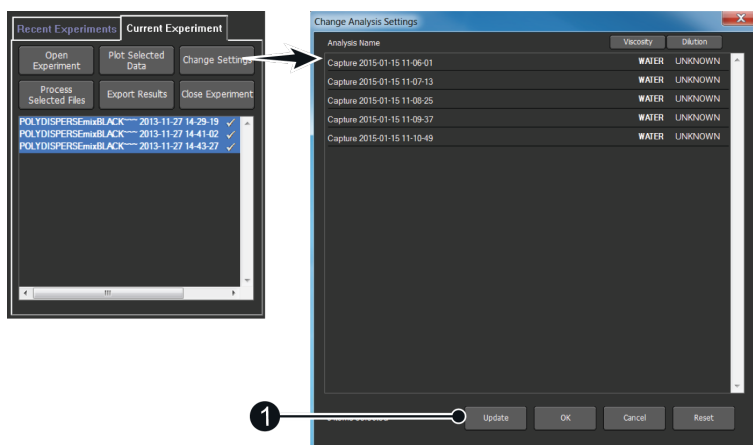 Recent Experiments Current Experiment
Open Experiment
Plot Selected Data
Change Settings
Process Selected Files
Export Results
Close Experiment
POLYDISPERSEmixBLACK~~~ 2013-11-27 14-29-19
POLYDISPERSEmixBLACK~~~ 2013-11-27 14-41-02
POLYDISPERSEmixBLACK~~~ 2013-11-27 14-43-27
Change Analysis Settings
Analysis Name Viscosity Dilution
Capture 2015-01-15 11-06-01 WATER UNKNOWN
Capture 2015-01-15 11-07-13 WATER UNKNOWN
Capture 2015-01-15 11-08-25 WATER UNKNOWN
Capture 2015-01-15 11-09-37 WATER UNKNOWN
Capture 2015-01-15 11-10-49 WATER UNKNOWN
1
Update OK Cancel Reset